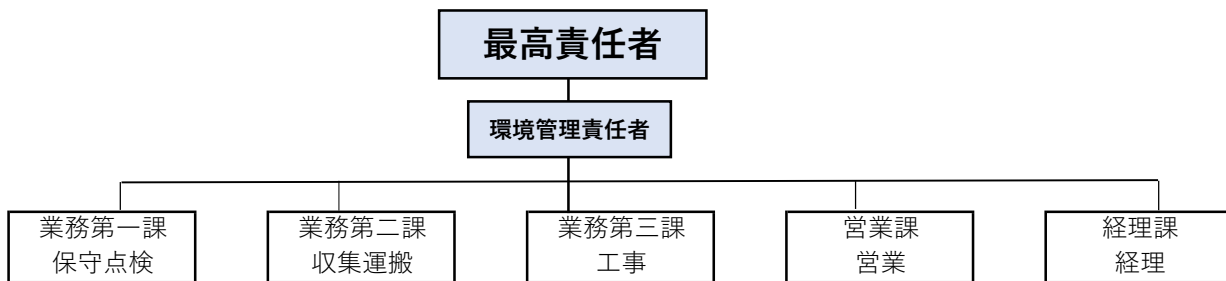 最高責任者
環境管理責任者
業務第一課
保守点検
業務第二課
収集運搬
業務第三課
工事
営業課
営業
経理課
経理